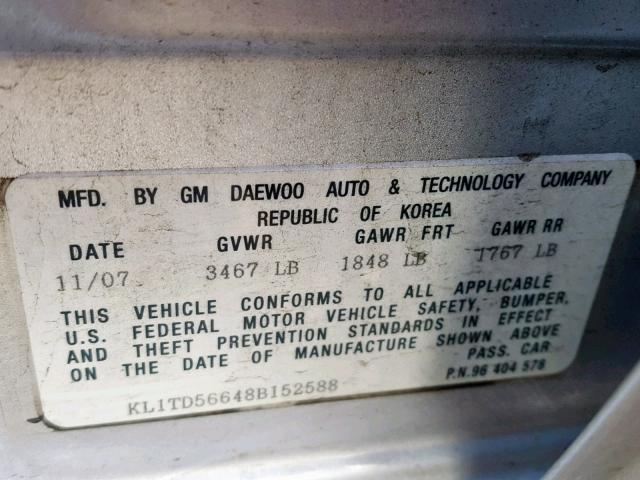 MFD. BY GM DAEWOO AUTO & TECHNOLOGY COMPANY
REPUBLIC OF KOREA
DATE GVWR GAWR FRT GAWR RR
11/07 3467 LB 1848 LB 1767 LB
THIS VEHICLE CONFORMS TO ALL APPLICABLE
U.S. FEDERAL MOTOR VEHICLE SAFETY, BUMPER,
AND THEFT PREVENTION STANDARDS IN EFFECT
ON THE DATE OF MANUFACTURE SHOWN ABOVE
PASS. CAR
KL1TD56648B152588 P.N.96 404 578